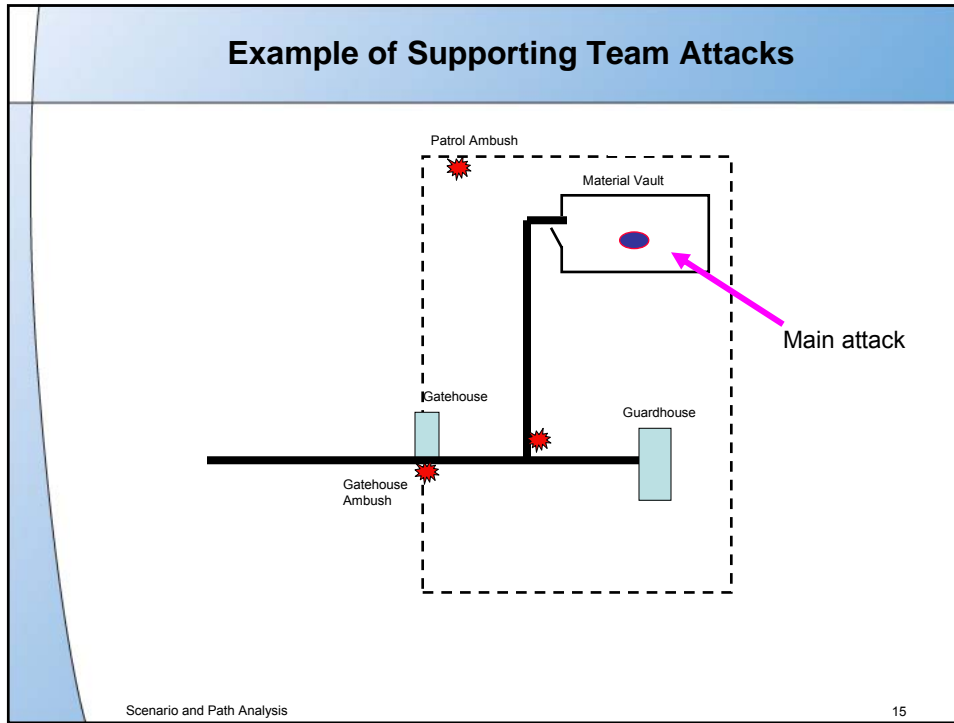 Example of Supporting Team Attacks
Patrol Ambush
Material Vault
Main attack
Gatehouse
Guardhouse
Gatehouse
Ambush
Scenario and Path Analysis
15